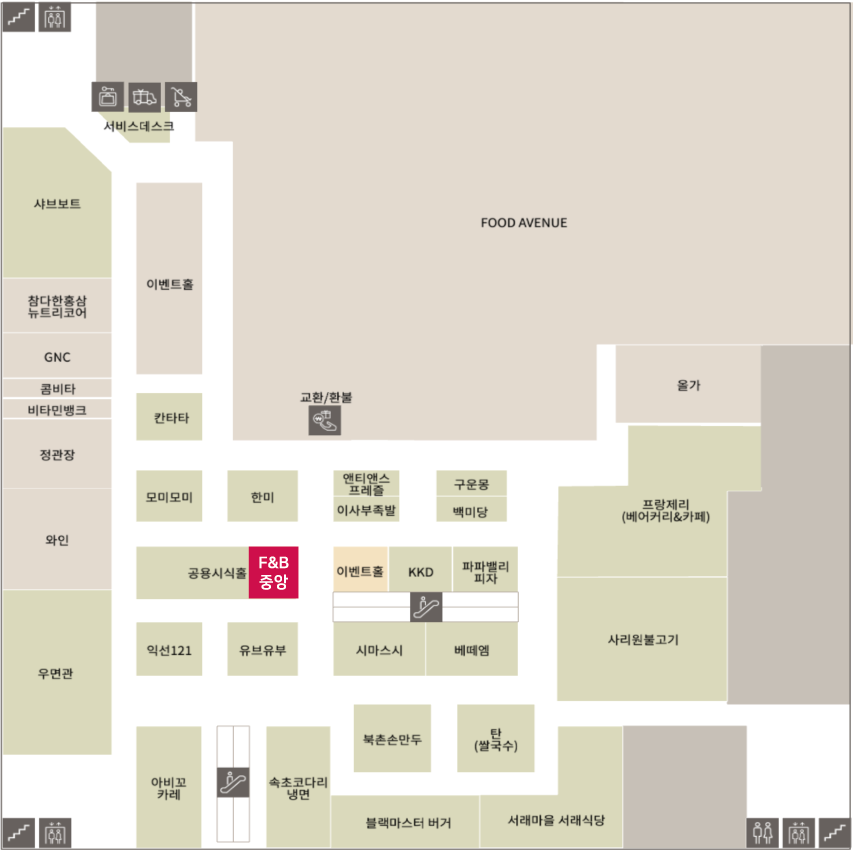 서비스데스크
샤브보트
FOOD AVENUE
이벤트홀
참다한홍삼
뉴트리코어
GNC
올가
콤비타
교환/환불
비타민뱅크
칸타타
정관장
앤티앤스
프레즐
구운몽
모미모미
한미
이사부족발
백미당
프랑제리
(베어커리&카페)
와인
공용시식홀
F&B
중앙
이벤트홀
KKD
파파밸리
피자
사리원불고기
익선121
유브유부
시마스시
베떼엠
우면관
북촌손만두
탄
(쌀국수)
아비꼬
카레
속초코다리
냉면
블랙마스터 버거
서래마을 서래식당